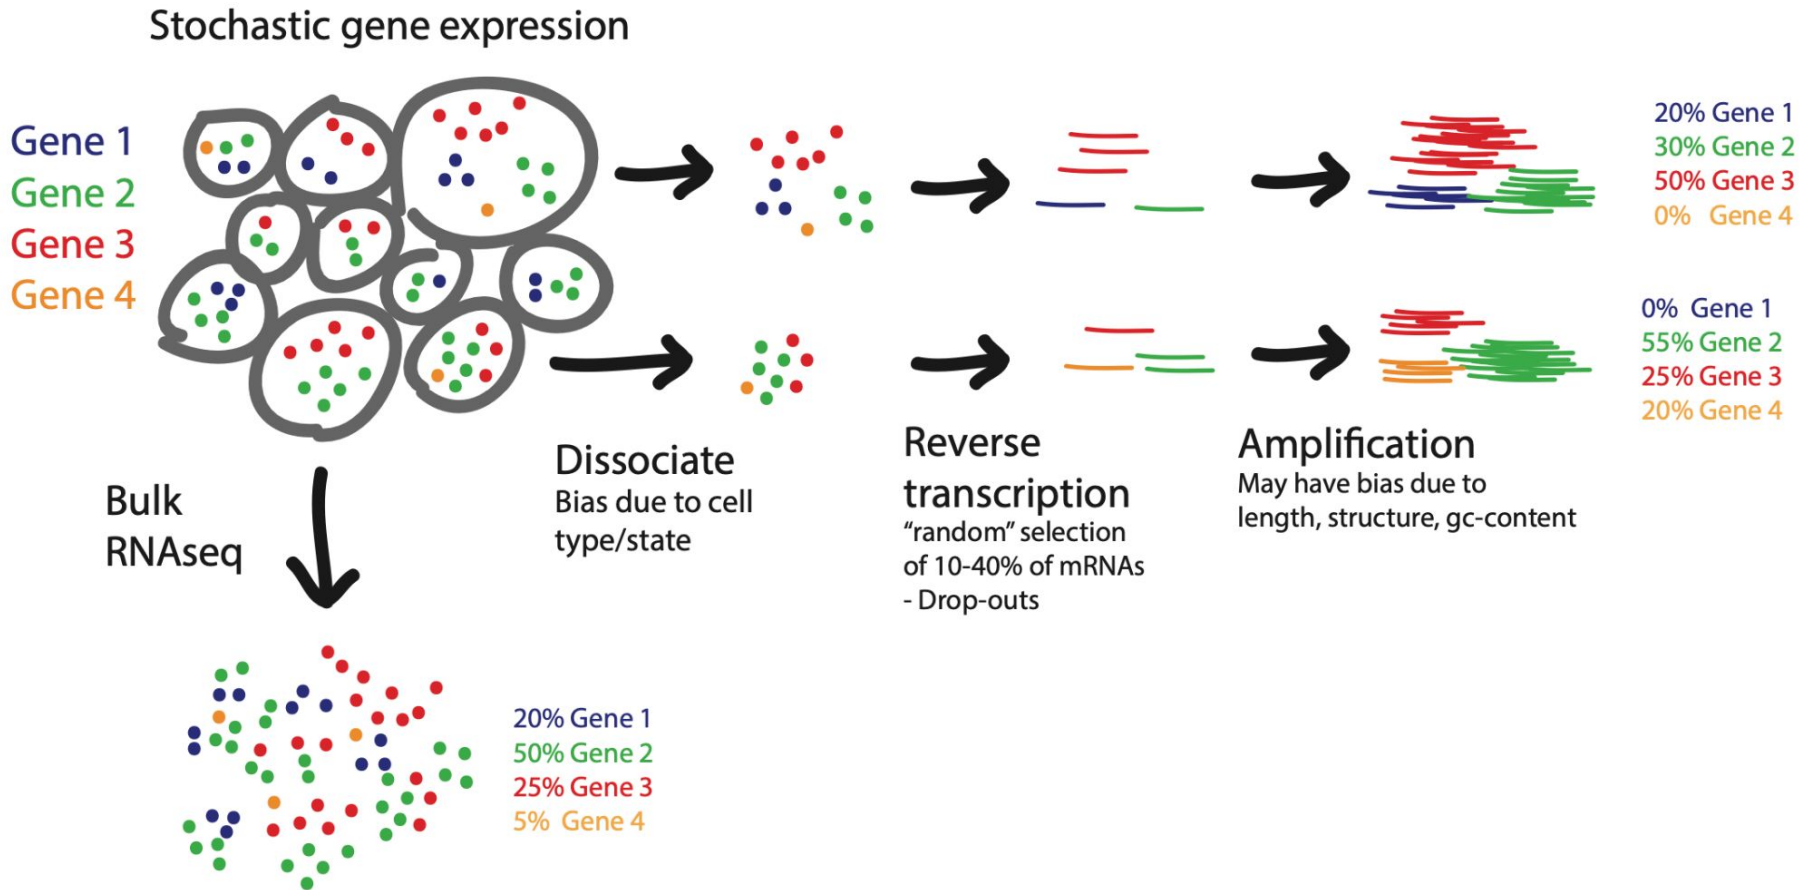 Stochastic gene expression
Gene 1
Gene 2
Gene 3
Gene 4
20% Gene 1
30% Gene 2
50% Gene 3
0% Gene 4
0% Gene 1
55% Gene 2
25% Gene 3
20% Gene 4
Bulk
RNAseq
Dissociate
Bias due to cell
type/state
Reverse
transcription
“random” selection
of 10-40% of mRNAs
- Drop-outs
Amplification
May have bias due to
length, structure, gc-content
20% Gene 1
50% Gene 2
25% Gene 3
5% Gene 4